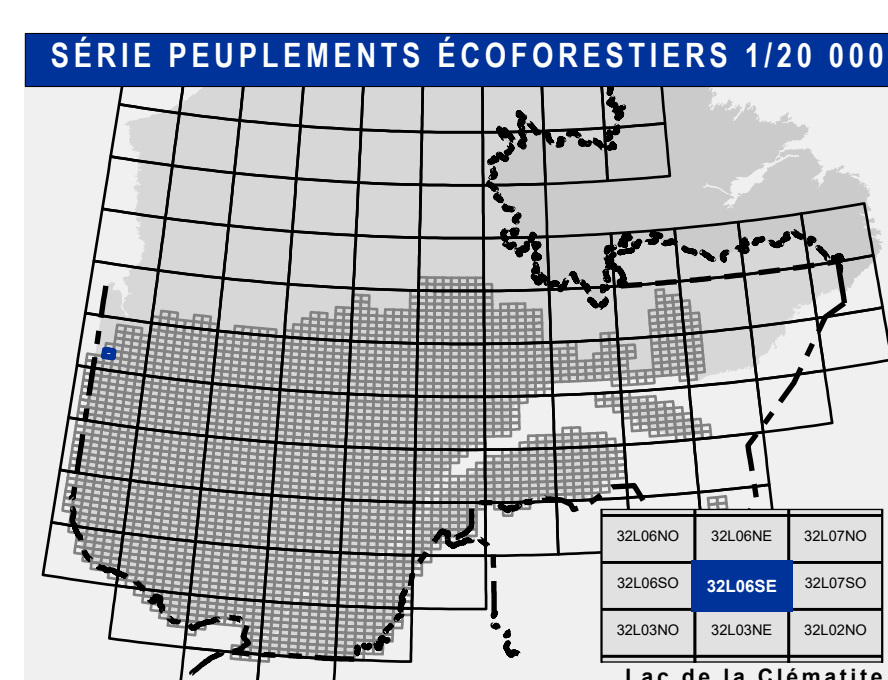 SÉRIE PEUPLEMENTS ÉCOFORESTIERS 1/20 000
32L06NO 32L06NE 32L07NO
32L06SO 32L06SE 32L07SO
32L03NO 32L03NE 32L02NO
Lac de la Clématite